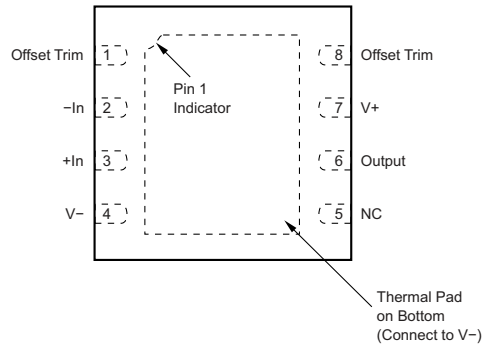 Offset Trim 1
8 Offset Trim
Pin 1
Indicator
−In 2
7 V+
+In 3
6 Output
V− 4
5 NC
Thermal Pad
on Bottom
(Connect to V−)